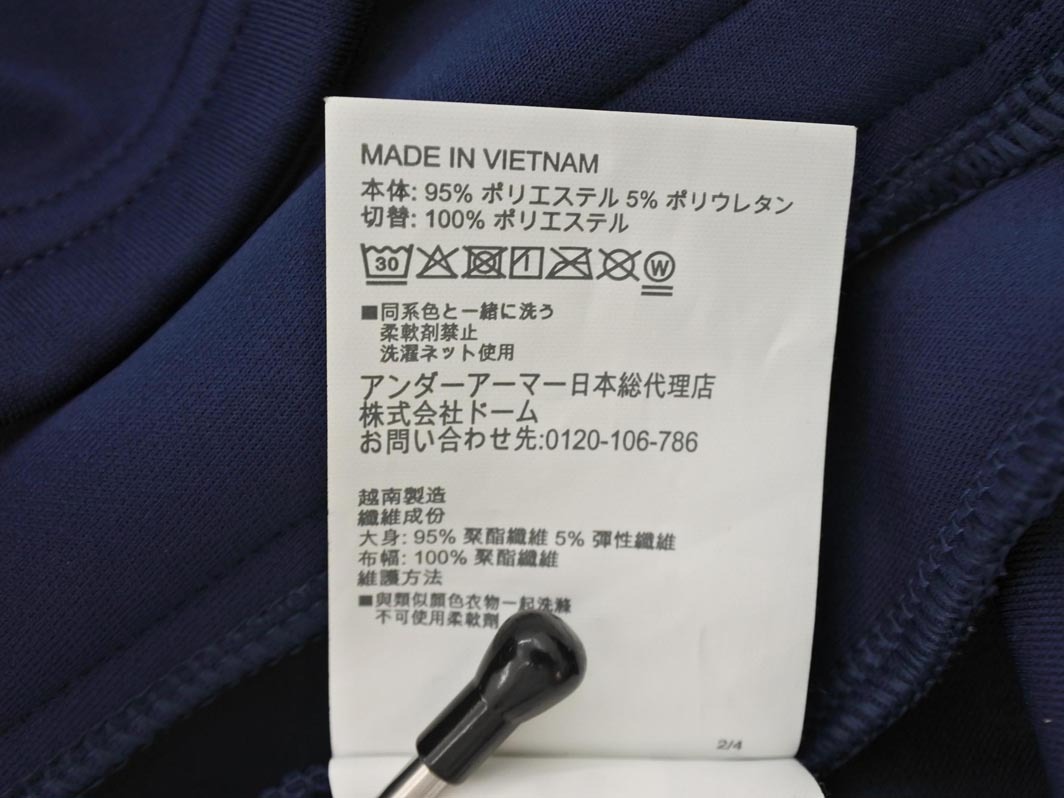 MADE IN VIETNAM
本体: 95% ポリエステル 5% ポリウレタン
切替: 100% ポリエステル
30 W
■同系色と一緒に洗う
柔軟剤禁止
洗濯ネット使用
アンダーアーマー日本総代理店
株式会社ドーム
お問い合わせ先:0120-106-786
越南製造
纖維成份
大身: 95% 聚酯纖維 5% 彈性纖維
布幅: 100% 聚酯纖維
維護方法
■與類似顏色衣物一起洗滌
不可使用柔軟劑
2/4